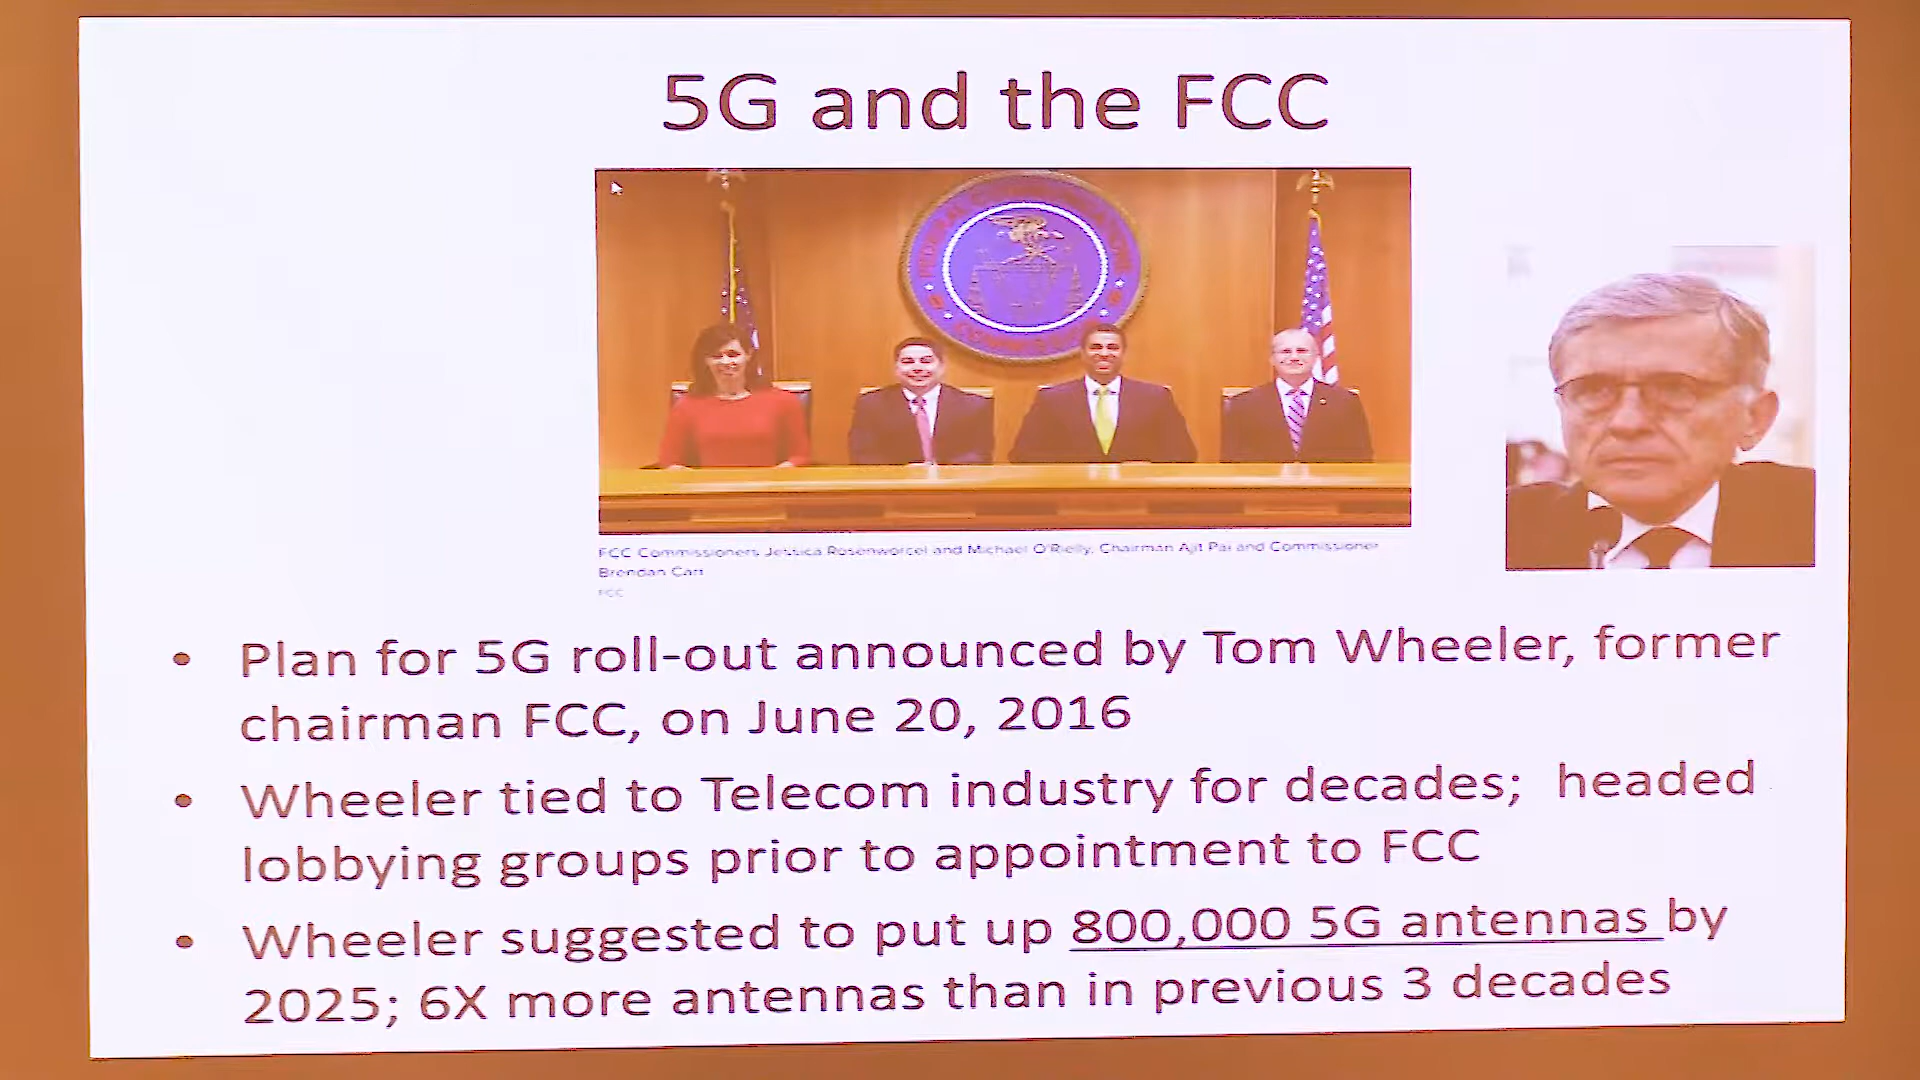 5G and the FCC
FEDERAL COMMUNICATIONS
COMMISSION
FCC Commissioners Jessica Rosenworcel and Michael O'Rielly, Chairman Ajit Pai and Commissioner
Brendan Carr
FCC
• Plan for 5G roll-out announced by Tom Wheeler, former
chairman FCC, on June 20, 2016
• Wheeler tied to Telecom industry for decades;  headed
lobbying groups prior to appointment to FCC
• Wheeler suggested to put up 800,000 5G antennas by
2025; 6X more antennas than in previous 3 decades